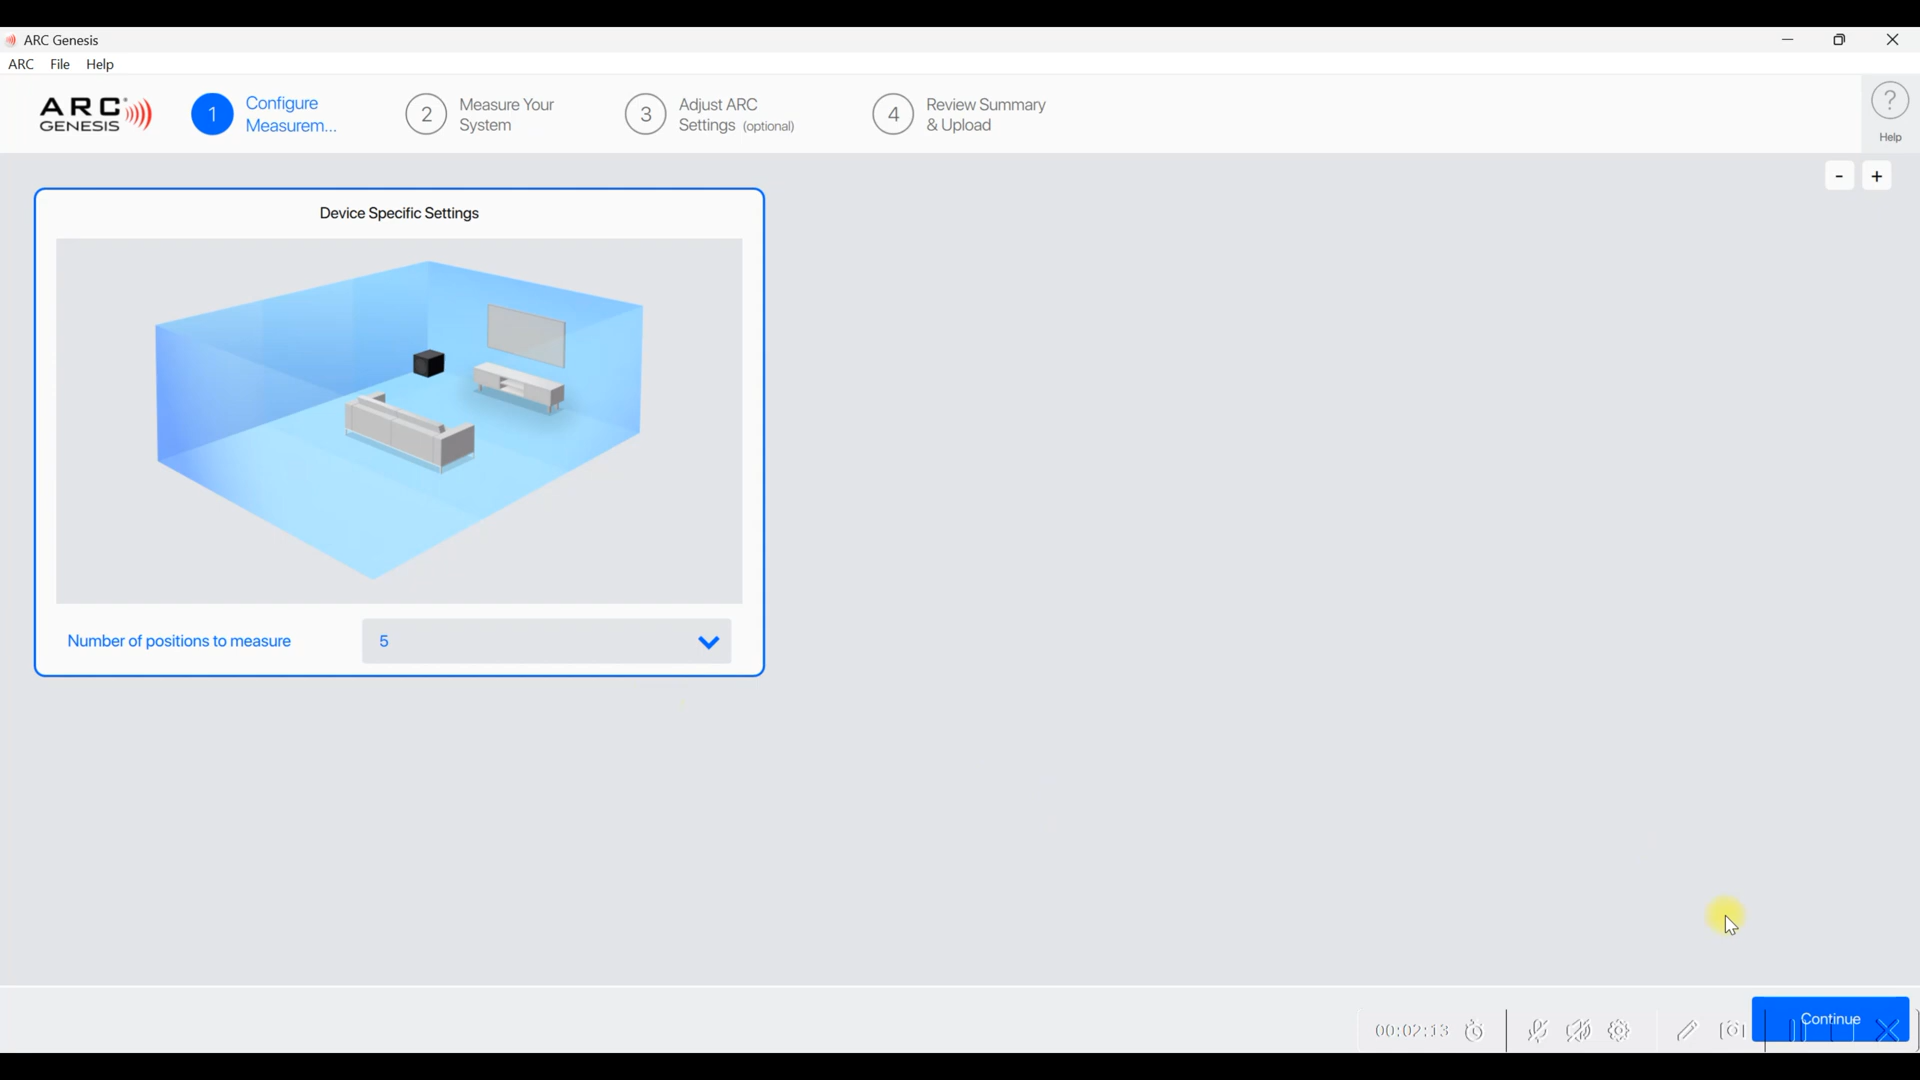 ARC Genesis
ARC File Help
ARC GENESIS
1 Configure Measurem...
2 Measure Your System
3 Adjust ARC Settings (optional)
4 Review Summary & Upload
?
Help
- +
Device Specific Settings
Number of positions to measure 5
00:02:13
Continue